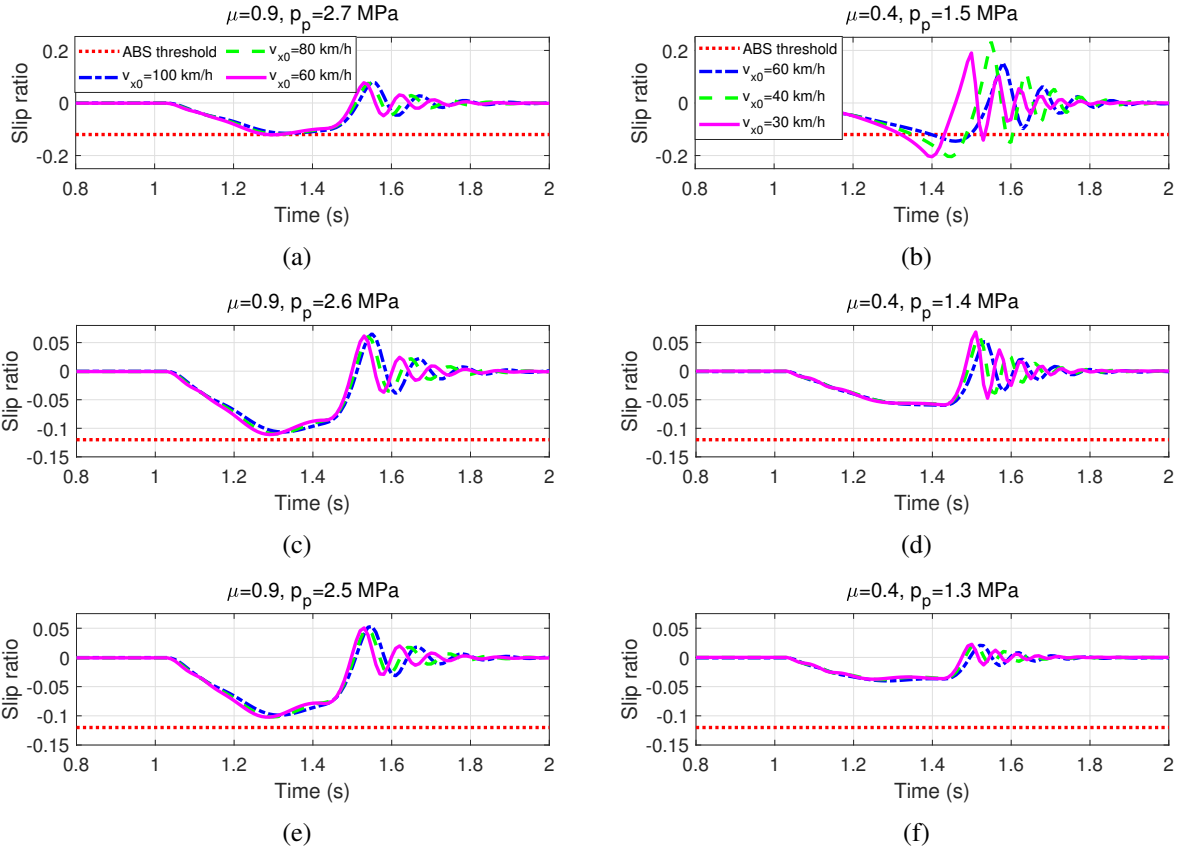 μ=0.9, p_p=2.7 MPa
Slip ratio
0.2
0
-0.2
ABS threshold
v_x0=100 km/h
v_x0=80 km/h
v_x0=60 km/h
0.8 1 1.2 1.4 1.6 1.8 2
Time (s)
(a)
μ=0.4, p_p=1.5 MPa
Slip ratio
0.2
0
-0.2
ABS threshold
v_x0=60 km/h
v_x0=40 km/h
v_x0=30 km/h
0.8 1 1.2 1.4 1.6 1.8 2
Time (s)
(b)
μ=0.9, p_p=2.6 MPa
Slip ratio
0.05
0
-0.05
-0.1
-0.15
0.8 1 1.2 1.4 1.6 1.8 2
Time (s)
(c)
μ=0.4, p_p=1.4 MPa
Slip ratio
0.05
0
-0.05
-0.1
-0.15
0.8 1 1.2 1.4 1.6 1.8 2
Time (s)
(d)
μ=0.9, p_p=2.5 MPa
Slip ratio
0.05
0
-0.05
-0.1
-0.15
0.8 1 1.2 1.4 1.6 1.8 2
Time (s)
(e)
μ=0.4, p_p=1.3 MPa
Slip ratio
0.05
0
-0.05
-0.1
-0.15
0.8 1 1.2 1.4 1.6 1.8 2
Time (s)
(f)